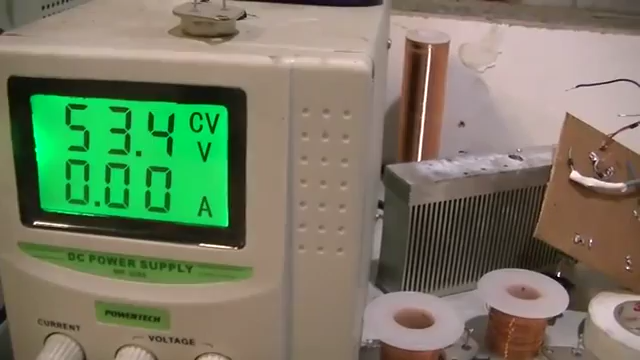 53.4 CV
V
0.00 A
DC POWER SUPPLY
POWERTECH
CURRENT
VOLTAGE